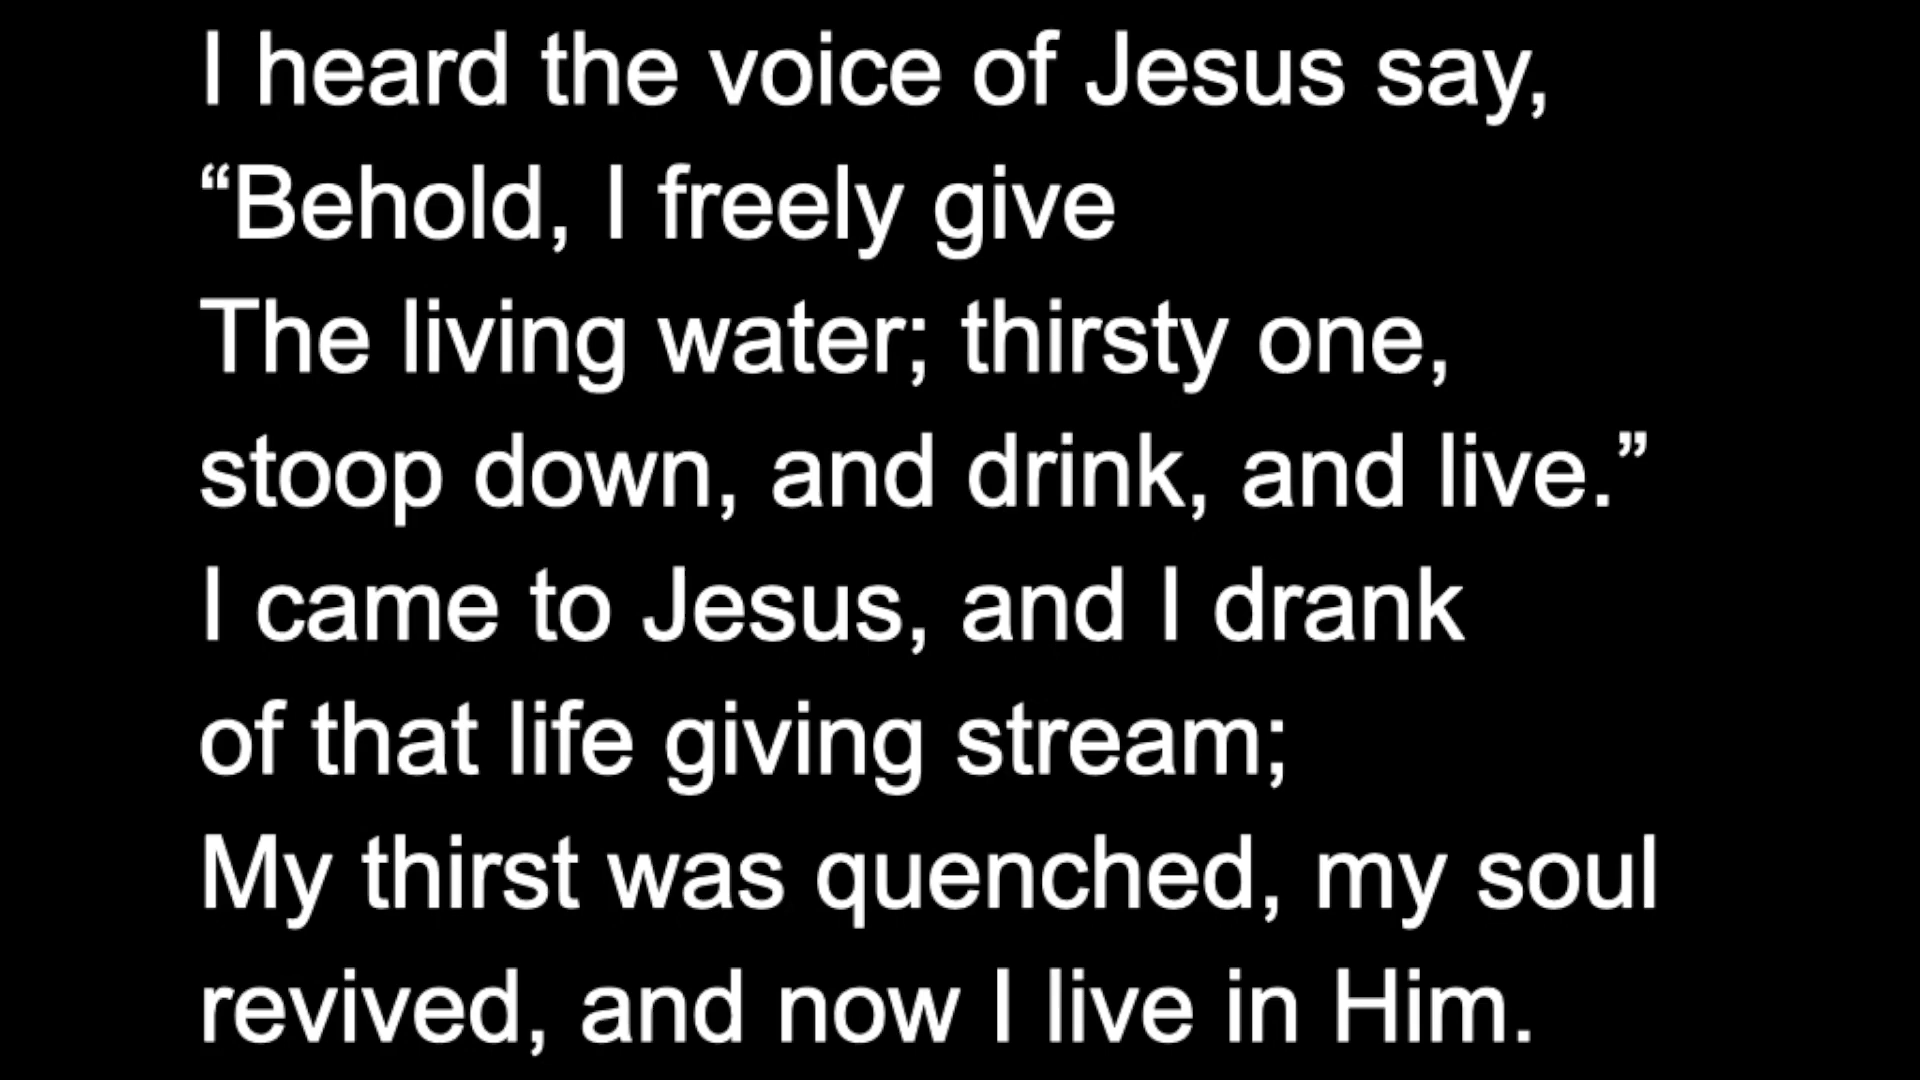 I heard the voice of Jesus say,
“Behold, I freely give
The living water; thirsty one,
stoop down, and drink, and live.”
I came to Jesus, and I drank
of that life giving stream;
My thirst was quenched, my soul
revived, and now I live in Him.